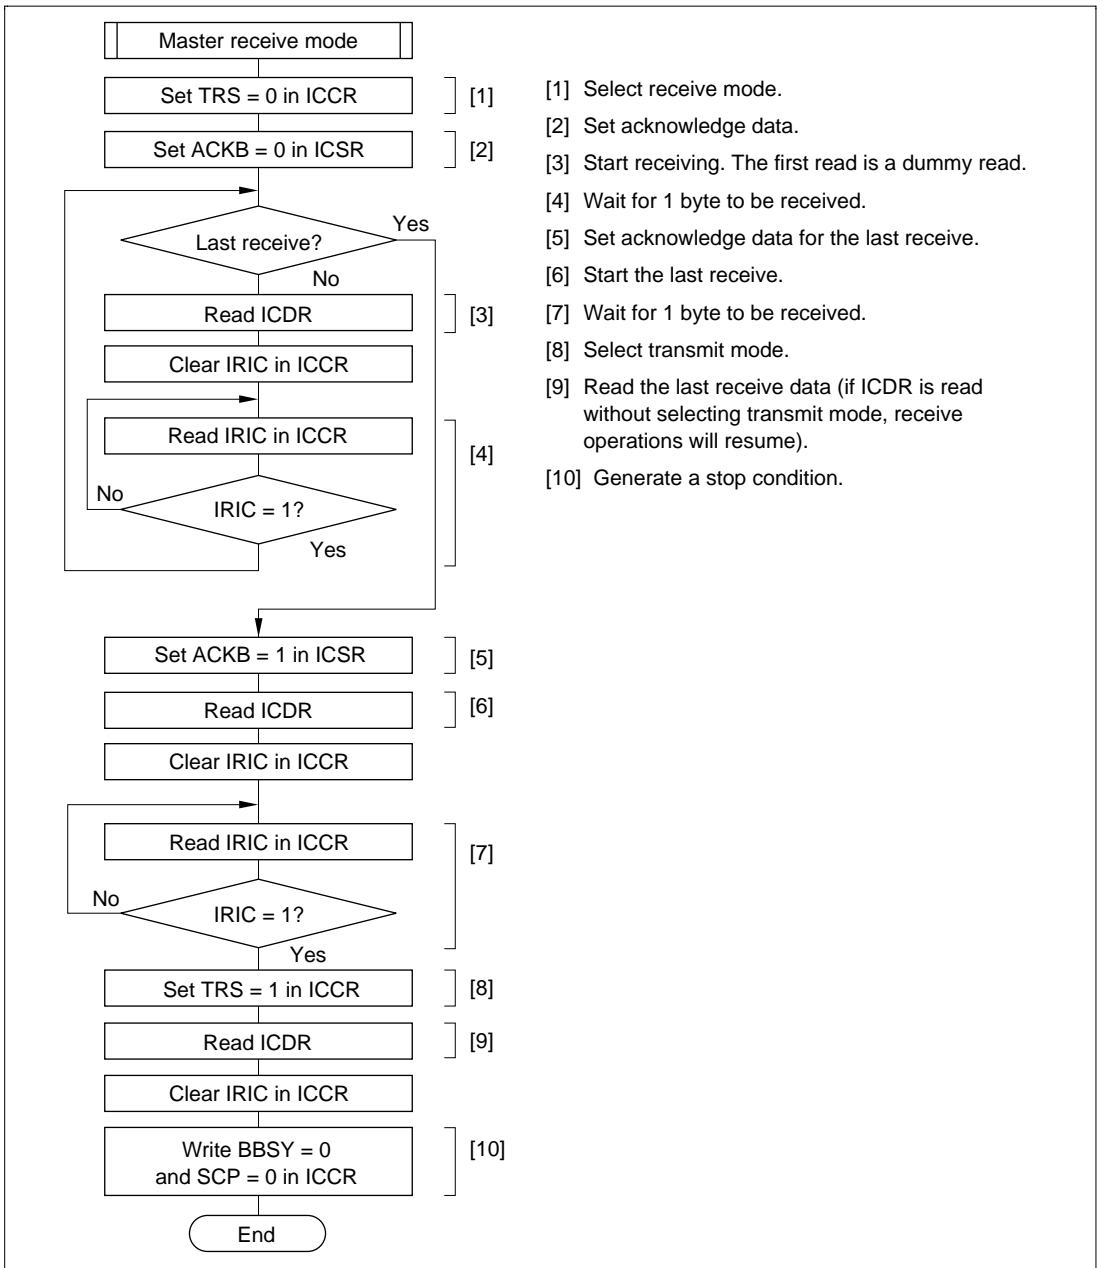 Master receive mode
Set TRS = 0 in ICCR
[1]
Set ACKB = 0 in ICSR
[2]
Last receive?
Yes
No
Read ICDR
[3]
Clear IRIC in ICCR
Read IRIC in ICCR
[4]
No
IRIC = 1?
Yes
Set ACKB = 1 in ICSR
[5]
Read ICDR
[6]
Clear IRIC in ICCR
Read IRIC in ICCR
[7]
No
IRIC = 1?
Yes
Set TRS = 1 in ICCR
[8]
Read ICDR
[9]
Clear IRIC in ICCR
Write BBSY = 0
and SCP = 0 in ICCR
[10]
End
[1] Select receive mode.
[2] Set acknowledge data.
[3] Start receiving. The first read is a dummy read.
[4] Wait for 1 byte to be received.
[5] Set acknowledge data for the last receive.
[6] Start the last receive.
[7] Wait for 1 byte to be received.
[8] Select transmit mode.
[9] Read the last receive data (if ICDR is read
without selecting transmit mode, receive
operations will resume).
[10] Generate a stop condition.